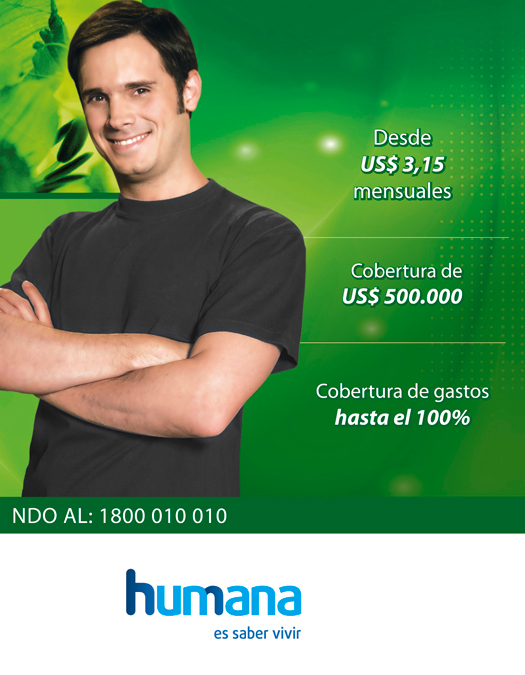 Desde
US$ 3,15
mensuales
Cobertura de
US$ 500.000
Cobertura de gastos
hasta el 100%
NDO AL: 1800 010 010
humana
es saber vivir